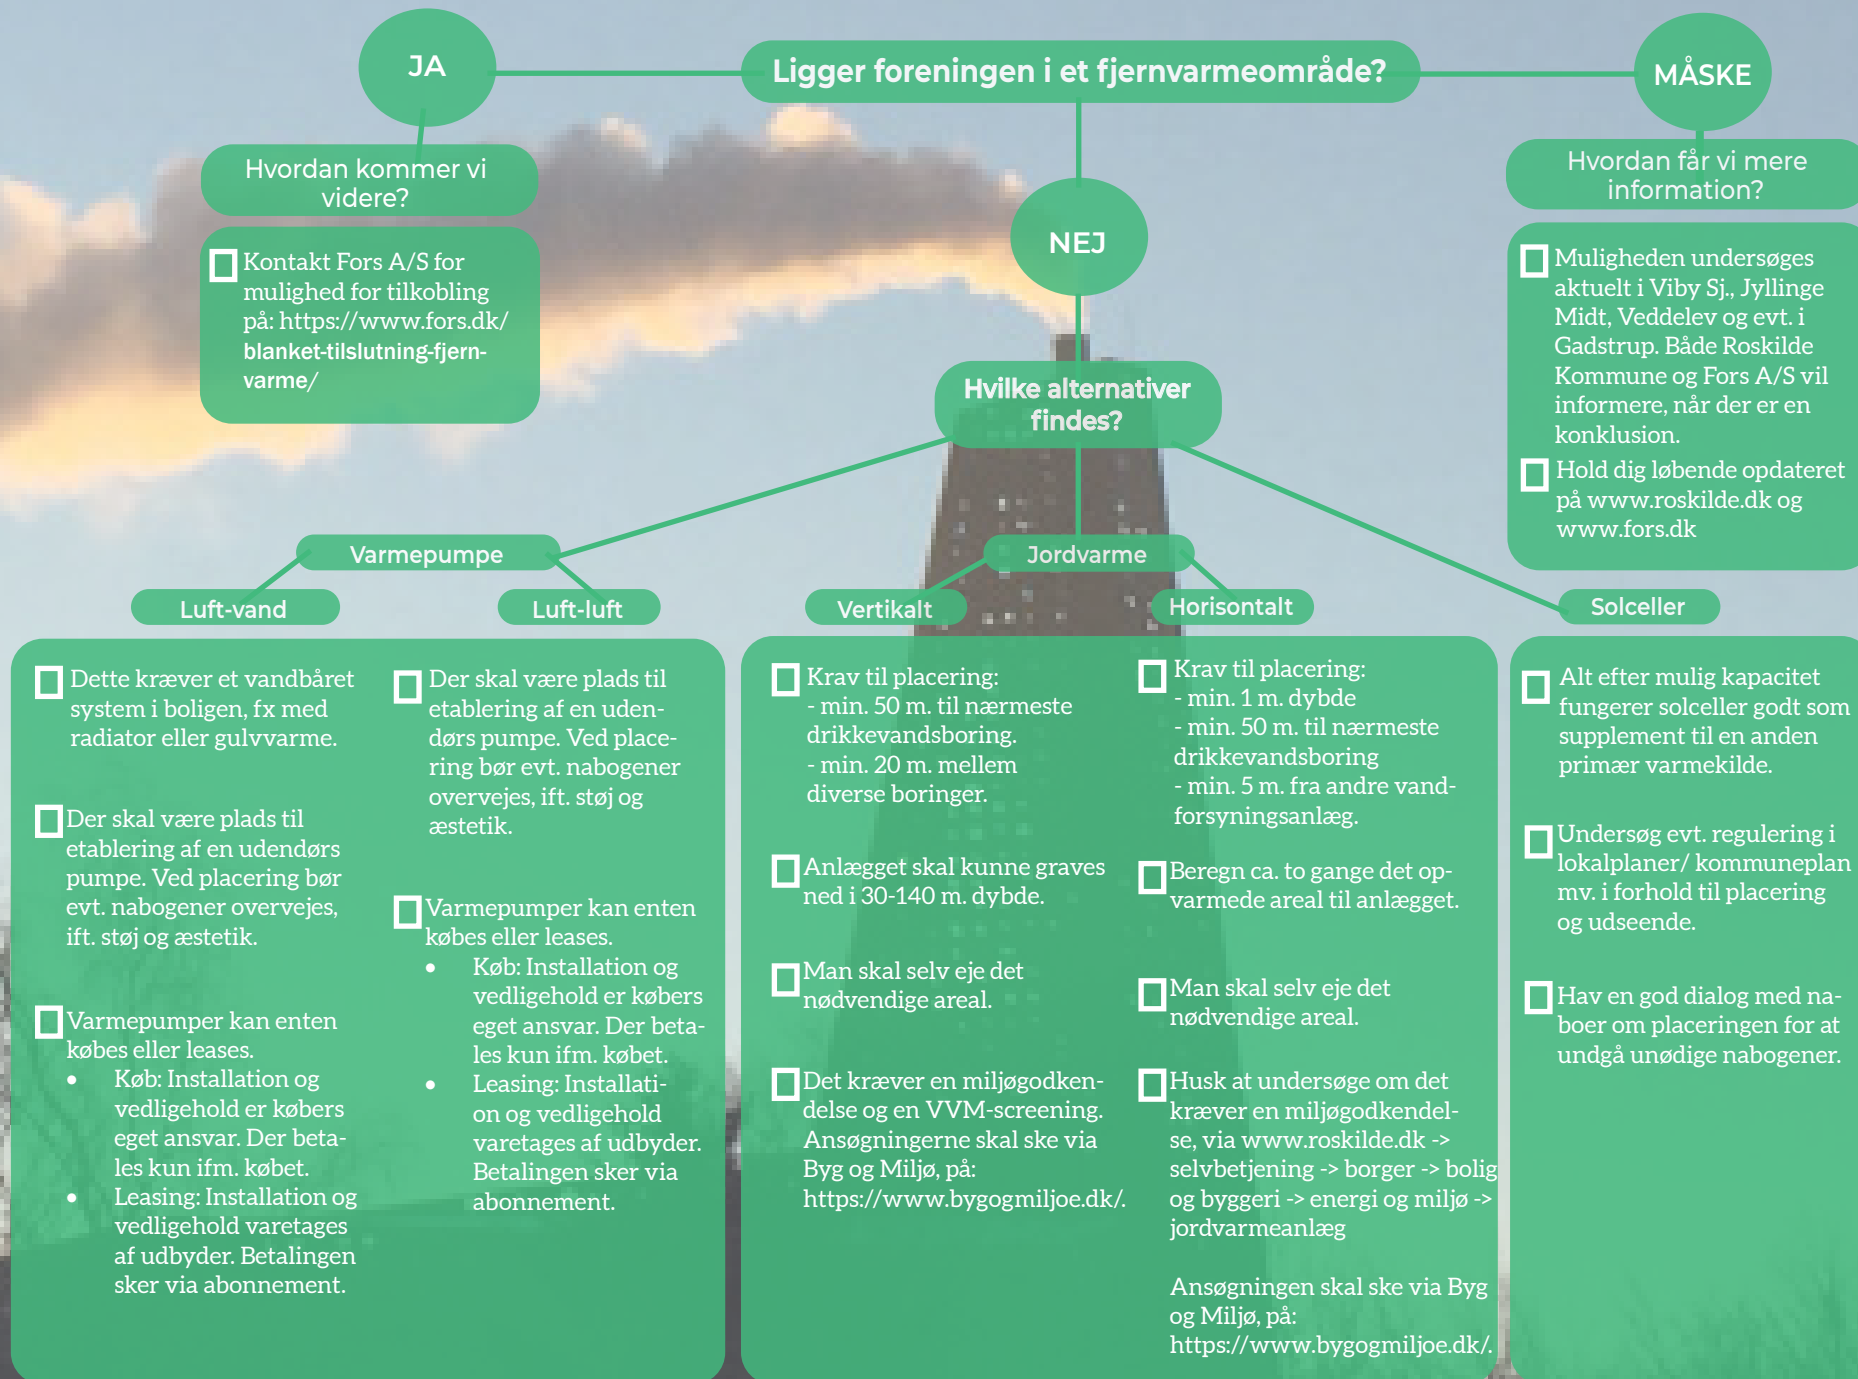 Ligger foreningen i et fjernvarmeområde?
JA
Hvordan kommer vi
videre?
Kontakt Fors A/S for
mulighed for tilkobling
på: https://www.fors.dk/
blanket-tilslutning-fjern-
varme/
NEJ
Hvilke alternativer
findes?
MÅSKE
Hvordan får vi mere
information?
Muligheden undersøges
aktuelt i Viby Sj., Jyllinge
Midt, Veddelev og evt. i
Gadstrup. Både Roskilde
Kommune og Fors A/S vil
informere, når der er en
konklusion.
Hold dig løbende opdateret
på www.roskilde.dk og
www.fors.dk
Varmepumpe
Luft-vand
Dette kræver et vandbåret
system i boligen, fx med
radiator eller gulvvarme.
Der skal være plads til
etablering af en udendørs
pumpe. Ved placering bør
evt. nabogener overvejes,
ift. støj og æstetik.
Varmepumper kan enten
købes eller leases.
• Køb: Installation og
vedligehold er købers
eget ansvar. Der beta-
les kun ifm. købet.
• Leasing: Installation og
vedligehold varetages
af udbyder. Betalingen
sker via abonnement.
Luft-luft
Der skal være plads til
etablering af en uden-
dørs pumpe. Ved place-
ring bør evt. nabogener
overvejes, ift. støj og
æstetik.
Varmepumper kan enten
købes eller leases.
• Køb: Installation og
vedligehold er købers
eget ansvar. Der beta-
les kun ifm. købet.
• Leasing: Installati-
on og vedligehold
varetages af udbyder.
Betalingen sker via
abonnement.
Jordvarme
Vertikalt
Krav til placering:
- min. 50 m. til nærmeste
drikkevandsboring.
- min. 20 m. mellem
diverse boringer.
Anlægget skal kunne graves
ned i 30-140 m. dybde.
Man skal selv eje det
nødvendige areal.
Det kræver en miljøgodken-
delse og en VVM-screening.
Ansøgningerne skal ske via
Byg og Miljø, på:
https://www.bygogmiljoe.dk/.
Horisontalt
Krav til placering:
- min. 1 m. dybde
- min. 50 m. til nærmeste
drikkevandsboring
- min. 5 m. fra andre vand-
forsyningsanlæg.
Beregn ca. to gange det op-
varmede areal til anlægget.
Man skal selv eje det
nødvendige areal.
Husk at undersøge om det
kræver en miljøgodkendel-
se, via www.roskilde.dk ->
selvbetjening -> borger -> bolig
og byggeri -> energi og miljø ->
jordvarmeanlæg
Ansøgningen skal ske via Byg
og Miljø, på:
https://www.bygogmiljoe.dk/.
Solceller
Alt efter mulig kapacitet
fungerer solceller godt som
supplement til en anden
primær varmekilde.
Undersøg evt. regulering i
lokalplaner/ kommuneplan
mv. i forhold til placering
og udseende.
Hav en god dialog med na-
boer om placeringen for at
undgå unødige nabogener.